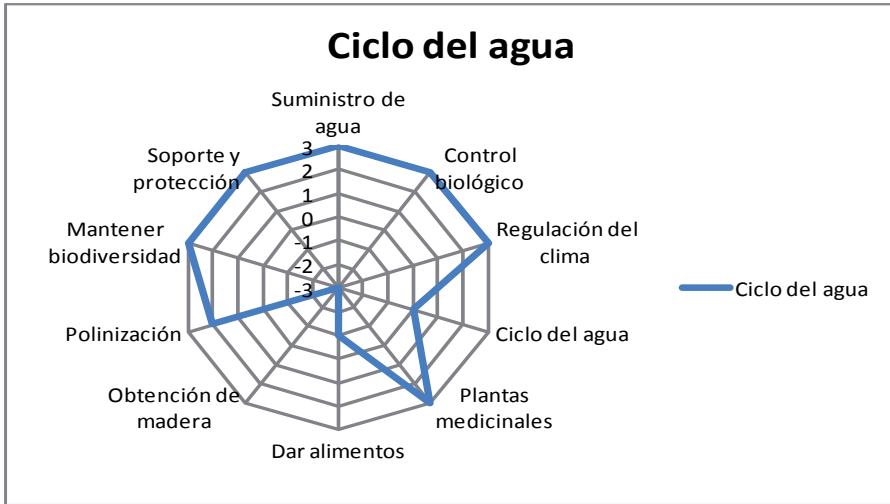 Ciclo del agua
Suministro de
agua
Soporte y
protección
Control
biológico
Mantener
biodiversidad
Regulación del
clima
3
2
1
0
-1
-2
-3
Ciclo del agua
Polinización
Ciclo del agua
Obtención de
madera
Plantas
medicinales
Dar alimentos